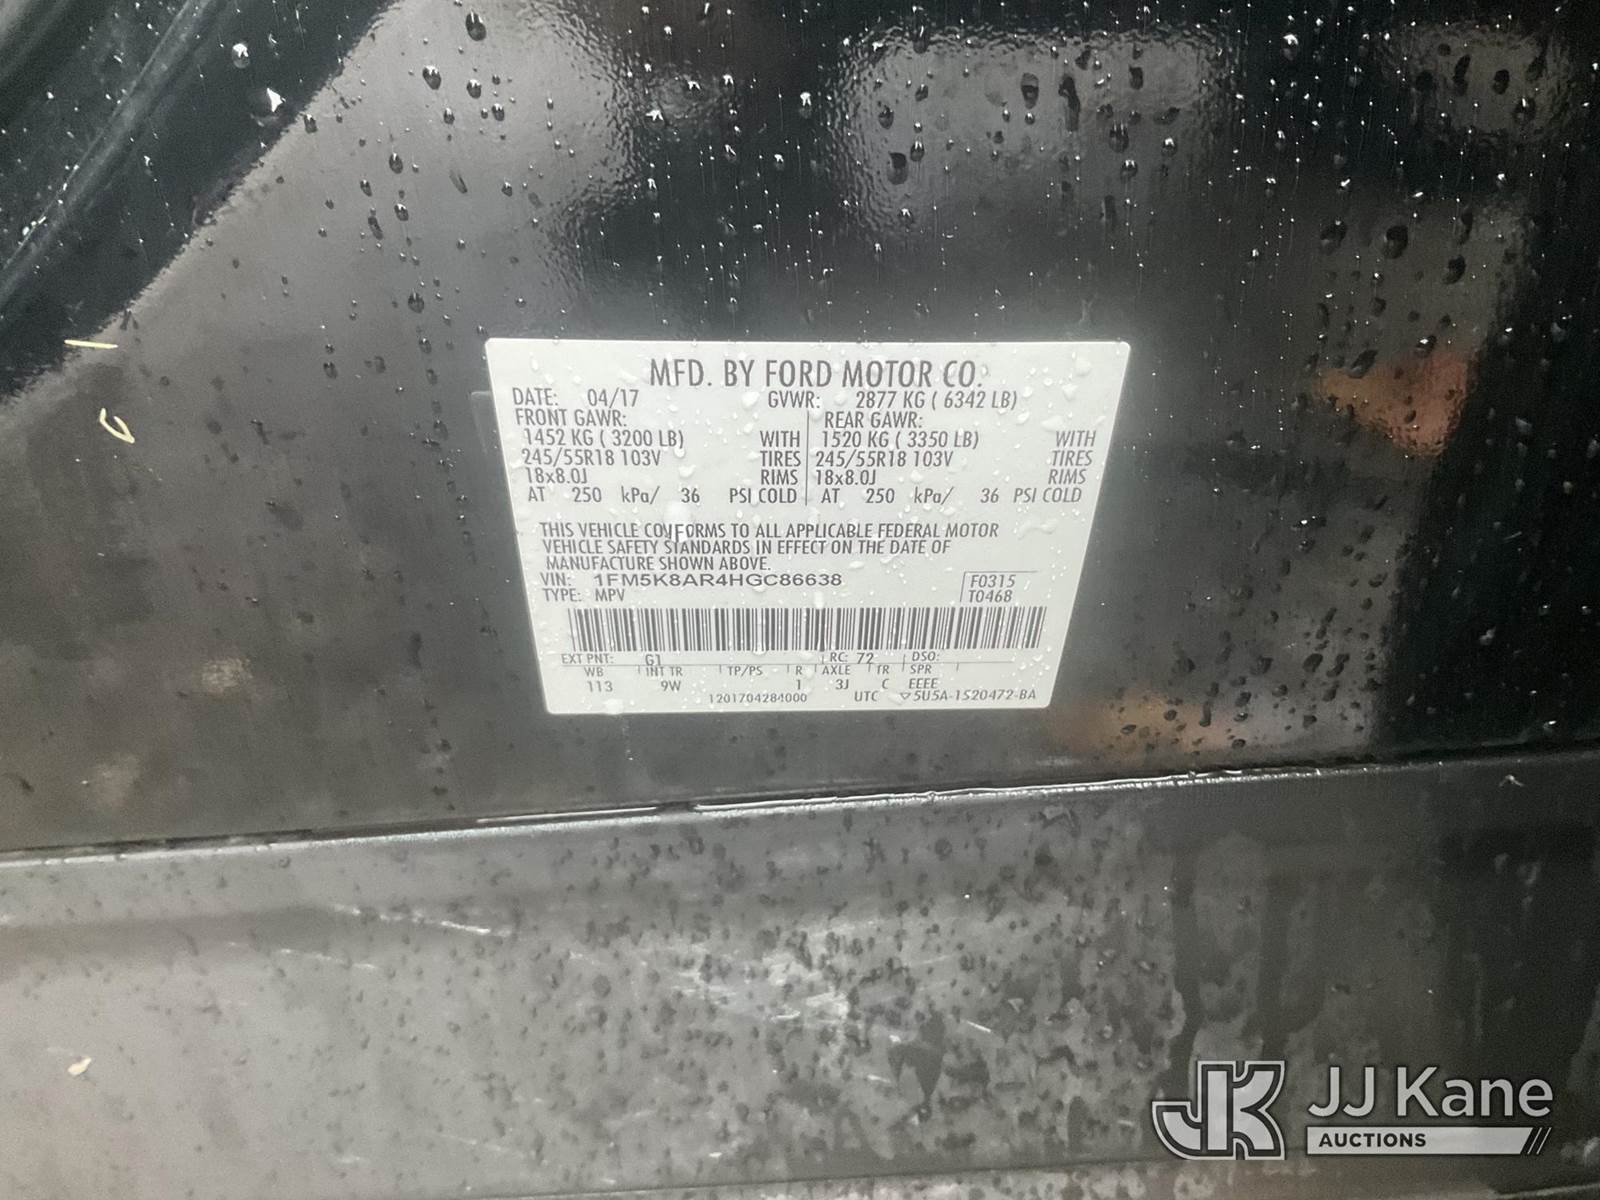 MFD. BY FORD MOTOR CO.
DATE: 04/17 GVWR: 2877 KG ( 6342 LB)
FRONT GAWR: REAR GAWR:
1452 KG ( 3200 LB) WITH 1520 KG ( 3350 LB) WITH
245/55R18 103V TIRES 245/55R18 103V TIRES
18x8.0J RIMS 18x8.0J RIMS
AT 250 kPa/ 36 PSI COLD AT 250 kPa/ 36 PSI COLD
THIS VEHICLE CONFORMS TO ALL APPLICABLE FEDERAL MOTOR
VEHICLE SAFETY STANDARDS IN EFFECT ON THE DATE OF
MANUFACTURE SHOWN ABOVE.
VIN: 1FM5K8AR4HGC86638 F0315
TYPE: MPV T0468
EXT PNT: G1 RC: 72 DSO:
WB INT TR TP/PS R AXLE TR SPR
113 9W 1 3J C EEEE
1201704284000 UTC 5U5A-1520472-BA
JK JJ Kane
AUCTIONS